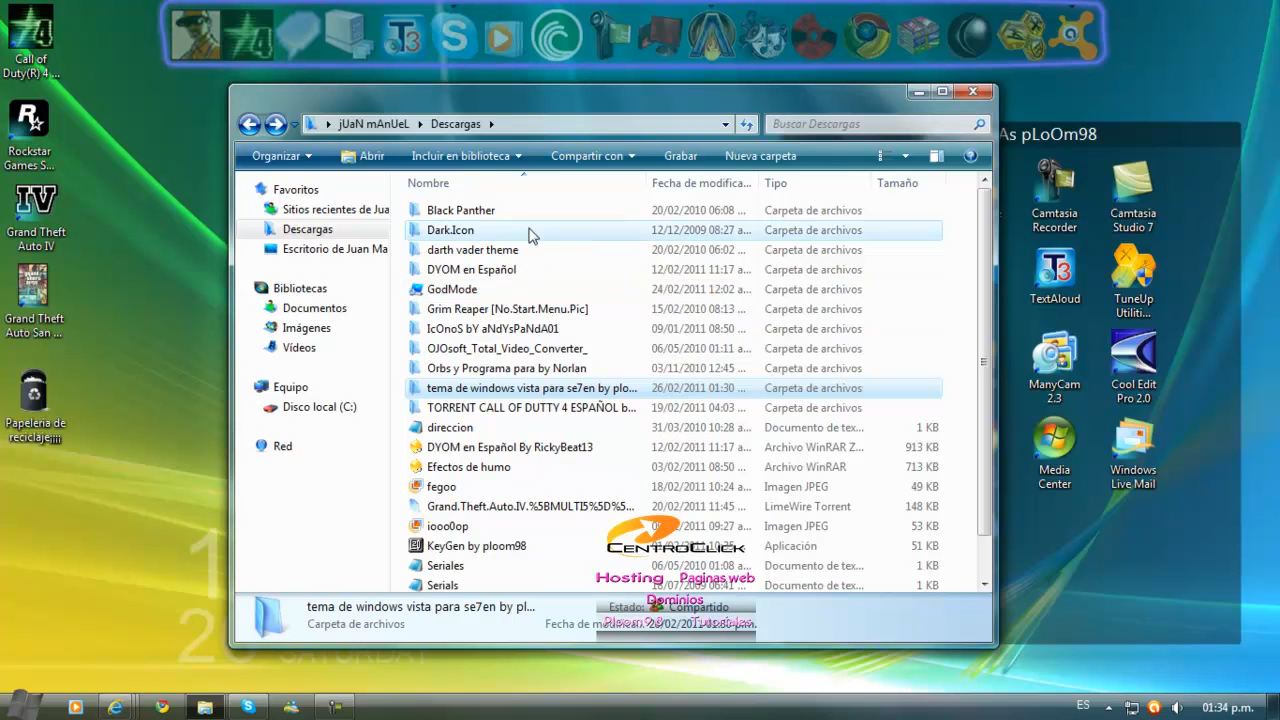 Call of
Duty(R) 4 ...
Rockstar
Games S...
Grand Theft
Auto IV
Grand Theft
Auto San ...
Papeleria de
reciclaje¡¡¡¡
jUaN mAnUeL
Descargas
Buscar Descargas
Organizar
Abrir
Incluir en biblioteca
Compartir con
Grabar
Nueva carpeta
Nombre
Fecha de modifica...
Tipo
Tamaño
Favoritos
Sitios recientes de Jua
Descargas
Escritorio de Juan Ma
Bibliotecas
Documentos
Imágenes
Vídeos
Equipo
Disco local (C:)
Red
Black Panther 20/02/2010 06:08 ... Carpeta de archivos
Dark.Icon 12/12/2009 08:27 a... Carpeta de archivos
darth vader theme 20/02/2010 06:02 ... Carpeta de archivos
DYOM en Español 12/02/2011 11:17 a... Carpeta de archivos
GodMode 24/02/2011 12:02 a... Carpeta de archivos
Grim Reaper [No.Start.Menu.Pic] 15/02/2010 08:13 ... Carpeta de archivos
IcOnoS bY aNdYsPaNdA01 09/01/2011 08:50 ... Carpeta de archivos
OJOsoft_Total_Video_Converter_ 06/05/2010 01:11 ... Carpeta de archivos
Orbs y Programa para by Norlan 03/11/2010 12:45 ... Carpeta de archivos
tema de windows vista para se7en by plo... 26/02/2011 01:30 ... Carpeta de archivos
TORRENT CALL OF DUTTY 4 ESPAÑOL b... 19/02/2011 04:03 ... Carpeta de archivos
direccion 31/03/2010 10:28 ... Documento de tex... 1 KB
DYOM en Español By RickyBeat13 12/02/2011 11:17 a... Archivo WinRAR Z... 913 KB
Efectos de humo 03/02/2011 08:50 ... Archivo WinRAR 713 KB
fegoo 18/02/2011 10:24 ... Imagen JPEG 49 KB
Grand.Theft.Auto.IV.%5BMULTI5%5D%5... 20/02/2011 11:45 ... LimeWire Torrent 148 KB
iooo0op 09:27 a... Imagen JPEG 53 KB
KeyGen by ploom98 Aplicación 51 KB
Seriales 06/05/2010 01:08 ... Documento de tex... 1 KB
Serials 18/07/2009 06:41 ... Documento de tex... 1 KB
CentroClick
Hosting Paginas web
Dominios
Ploom98 Tutoriales
tema de windows vista para se7en by pl...
Carpeta de archivos
Estado: Compartido
SATURDAY
As pLoOm98
Camtasia
Recorder
Camtasia
Studio 7
TextAloud
TuneUp
Utiliti...
ManyCam
2.3
Cool Edit
Pro 2.0
Media
Center
Windows
Live Mail
ES
01:34 p.m.